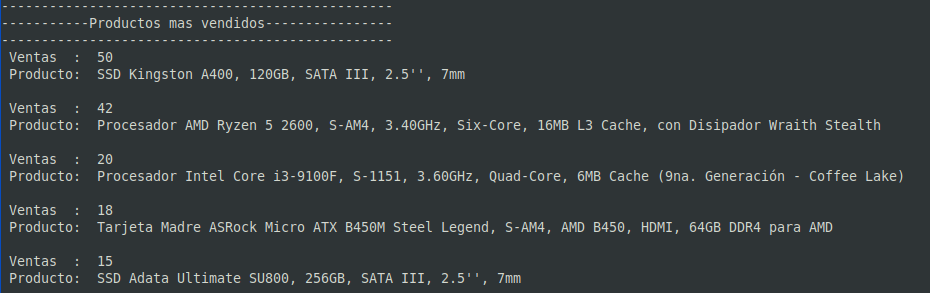 --------------------------------------------------
-----------Productos mas vendidos----------------
--------------------------------------------------
Ventas  :  50
Producto:  SSD Kingston A400, 120GB, SATA III, 2.5'', 7mm
Ventas  :  42
Producto:  Procesador AMD Ryzen 5 2600, S-AM4, 3.40GHz, Six-Core, 16MB L3 Cache, con Disipador Wraith Stealth
Ventas  :  20
Producto:  Procesador Intel Core i3-9100F, S-1151, 3.60GHz, Quad-Core, 6MB Cache (9na. Generación - Coffee Lake)
Ventas  :  18
Producto:  Tarjeta Madre ASRock Micro ATX B450M Steel Legend, S-AM4, AMD B450, HDMI, 64GB DDR4 para AMD
Ventas  :  15
Producto:  SSD Adata Ultimate SU800, 256GB, SATA III, 2.5'', 7mm